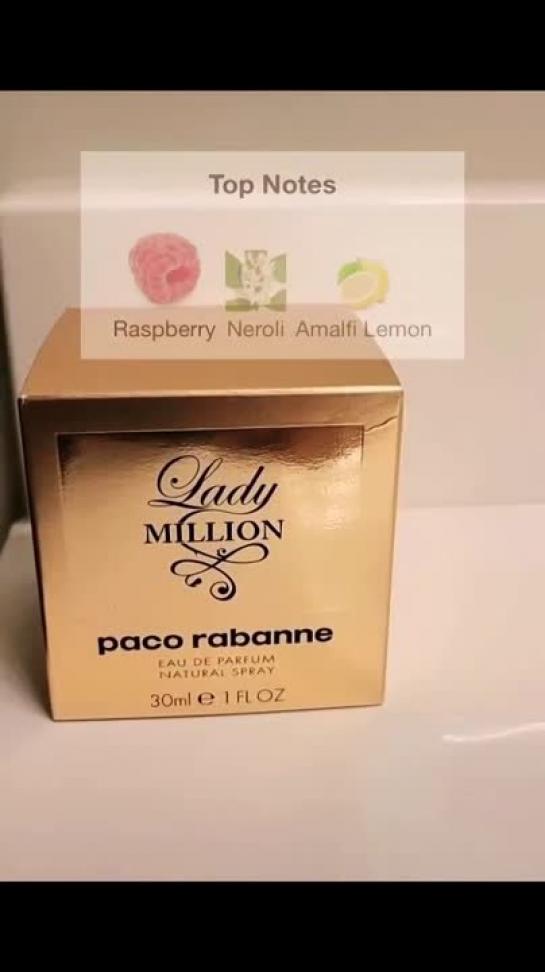 Top Notes
Raspberry Neroli Amalfi Lemon
Lady
MILLION
paco rabanne
EAU DE PARFUM
NATURAL SPRAY
30ml e 1 FL OZ